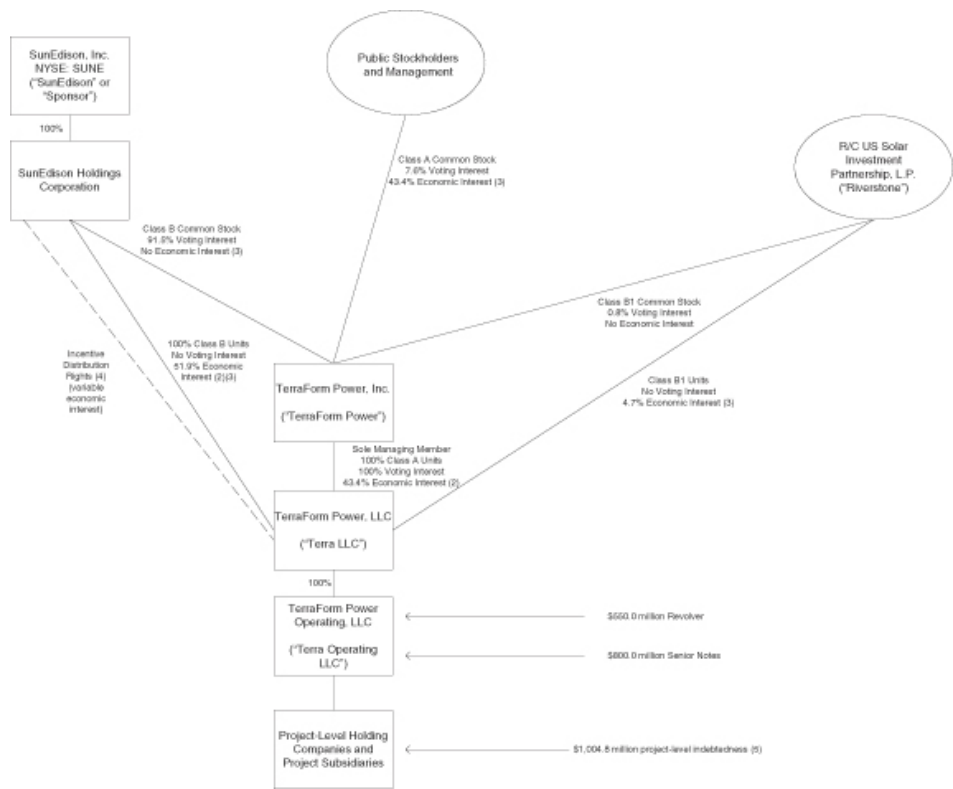 SunEdison, Inc.
NYSE: SUNE
("SunEdison" or
"Sponsor")
Public Stockholders
and Management
100%
SunEdison Holdings
Corporation
R/C US Solar
Investment
Partnership, L.P.
("Riverstone")
Class A Common Stock
7.6% Voting Interest
43.4% Economic Interest (3)
Class B Common Stock
91.5% Voting Interest
No Economic Interest (3)
Class B1 Common Stock
0.8% Voting Interest
No Economic Interest
Incentive
Distribution
Rights (4)
(variable
economic
interest)
100% Class B Units
No Voting Interest
51.9% Economic
Interest (2)(3)
TerraForm Power, Inc.
("TerraForm Power")
Class B1 Units
No Voting Interest
4.7% Economic Interest (3)
Sole Managing Member
100% Class A Units
100% Voting Interest
43.4% Economic Interest (2)
TerraForm Power, LLC
("Terra LLC")
100%
TerraForm Power
Operating, LLC
("Terra Operating
LLC")
$550.0 million Revolver
$800.0 million Senior Notes
Project-Level Holding
Companies and
Project Subsidiaries
$1,004.8 million project-level indebtedness (5)